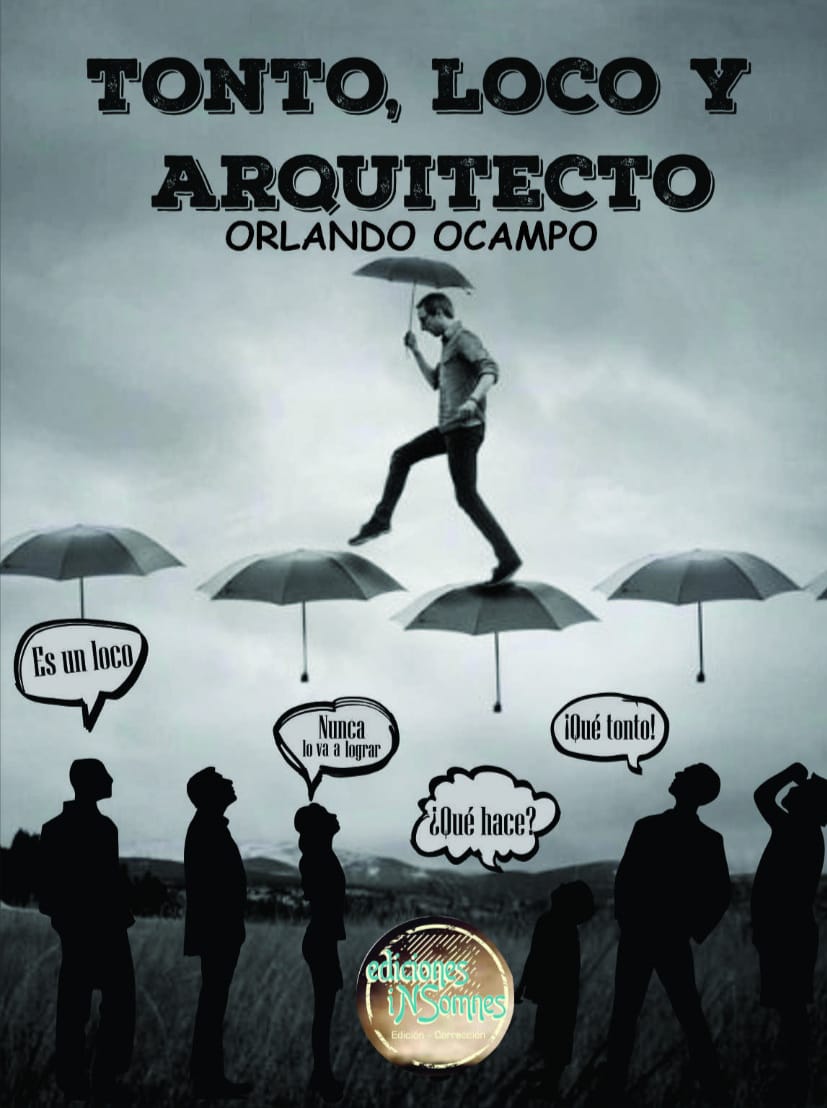 TONTO, LOCO Y
ARQUITECTO
ORLANDO OCAMPO
Es un loco
Nunca
lo va a lograr
¡Qué tonto!
¿Qué hace?
ediciones
iNSomnes
Edición - Corrección